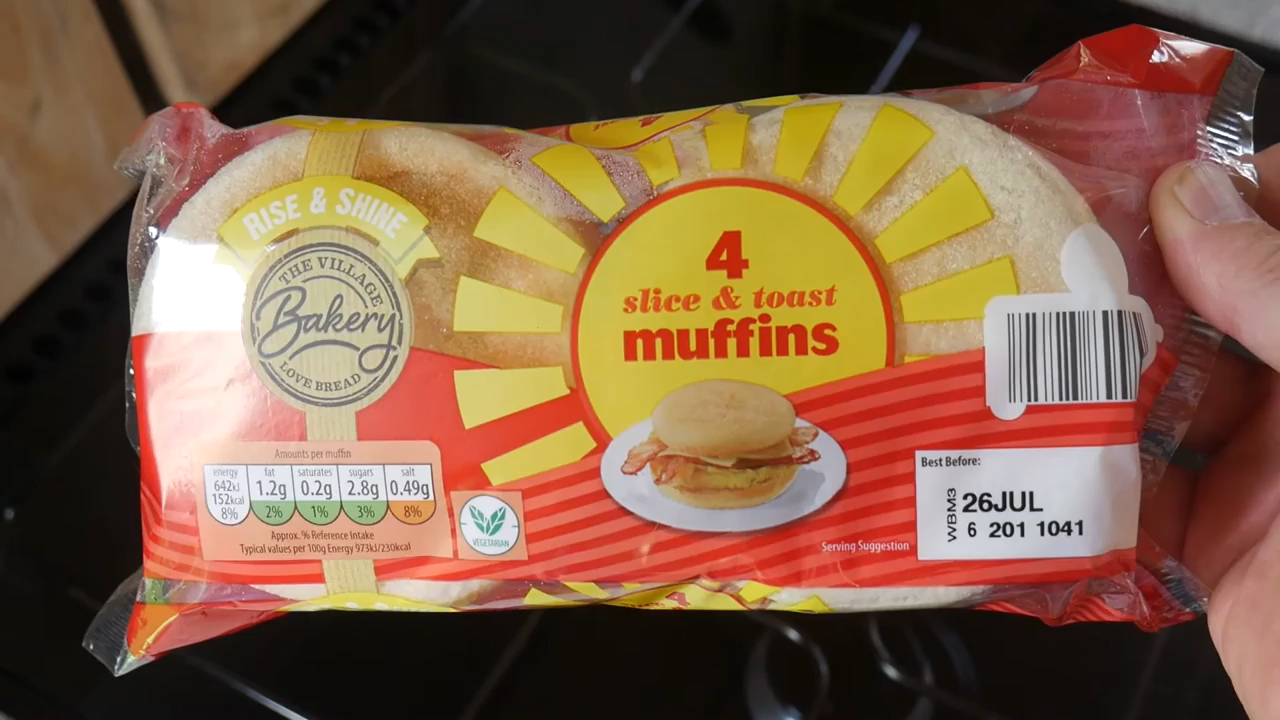 RISE & SHINE
THE VILLAGE
Bakery
LOVE BREAD
4
slice & toast
muffins
Amounts per muffin
energy fat saturates sugars salt
642kJ 1.2g 0.2g 2.8g 0.49g
152kcal
8% 2% 1% 3% 8%
Approx. % Reference Intake
Typical values per 100g Energy 973kJ/230kcal
VEGETARIAN
Serving Suggestion
Best Before:
WBM3
26JUL
6 201 1041